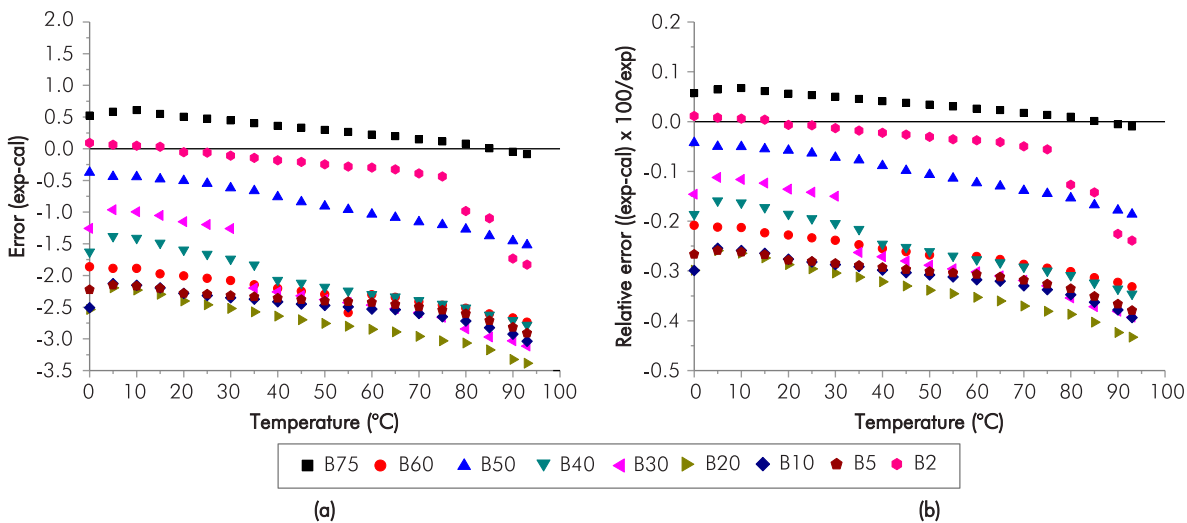 2.0
1.5
1.0
0.5
0.0
-0.5
-1.0
-1.5
-2.0
-2.5
-3.0
-3.5
Error (exp-cal)
0 10 20 30 40 50 60 70 80 90 100
Temperature (°C)
0.2
0.1
0.0
-0.1
-0.2
-0.3
-0.4
-0.5
Relative error ((exp-cal) x 100/exp)
0 10 20 30 40 50 60 70 80 90 100
Temperature (°C)
B75 B60 B50 B40 B30 B20 B10 B5 B2
(a) (b)